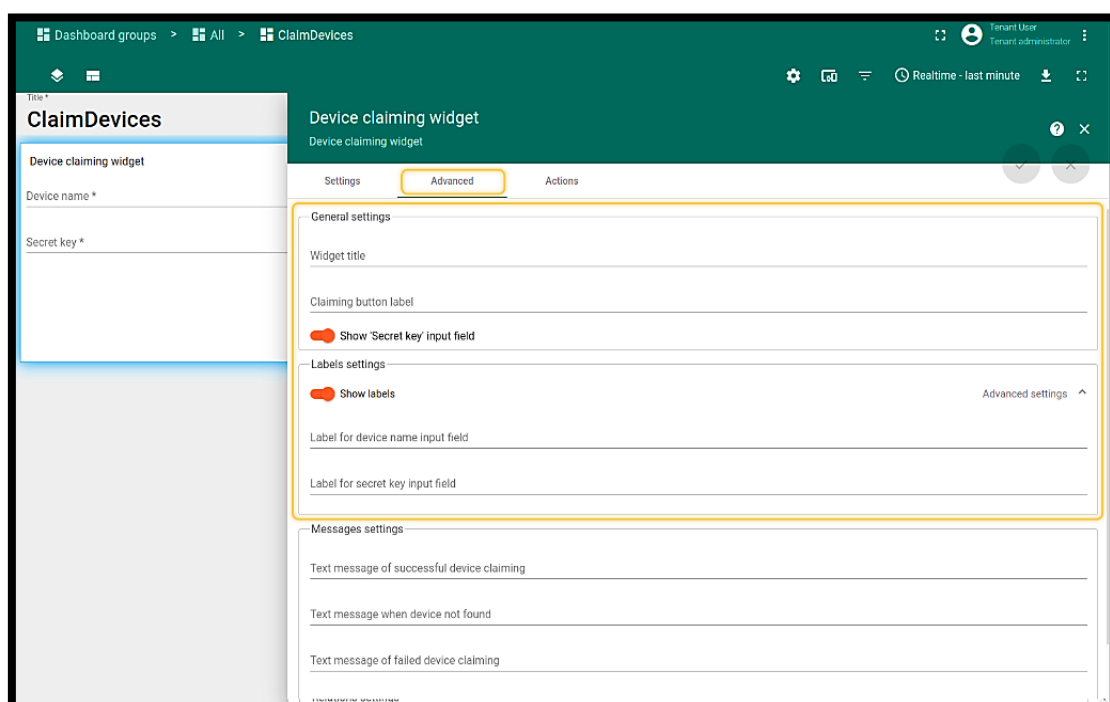 Dashboard groups > All > ClaimDevices
Tenant User
Tenant administrator
Realtime - last minute
Title *
ClaimDevices
Device claiming widget
Device name *
Secret key *
Device claiming widget
Device claiming widget
Settings Advanced Actions
General settings
Widget title
Claiming button label
Show 'Secret key' input field
Labels settings
Show labels
Advanced settings
Label for device name input field
Label for secret key input field
Messages settings
Text message of successful device claiming
Text message when device not found
Text message of failed device claiming
Relations settings